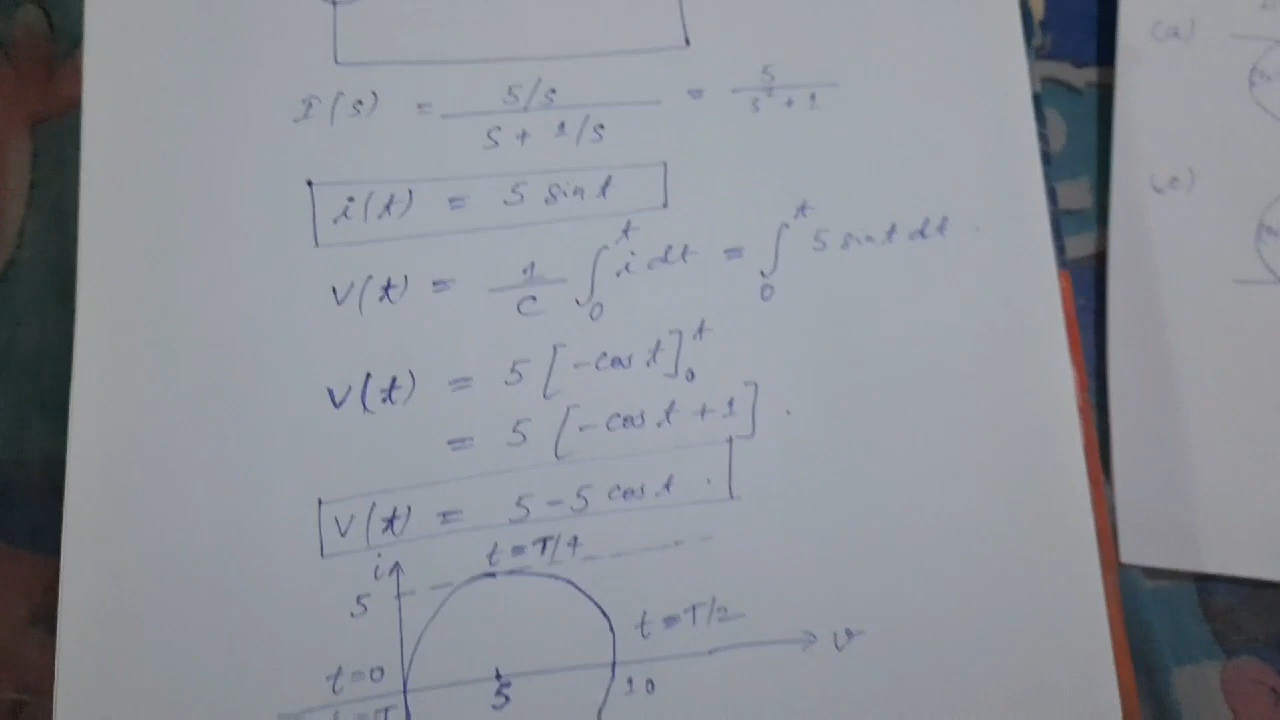 I(s) = 5/s / (s + 1/s) = 5 / (s² + 1)
i(t) = 5 sin t
v(t) = 1/C ∫₀ᵗ i dt = ∫₀ᵗ 5 sin t dt
v(t) = 5 [-cos t]₀ᵗ
= 5 [-cos t + 1].
v(t) = 5 - 5 cos t.
t = T/4
i
5
t = T/2
v
t = 0
5
10
t = T
(a)
(c)